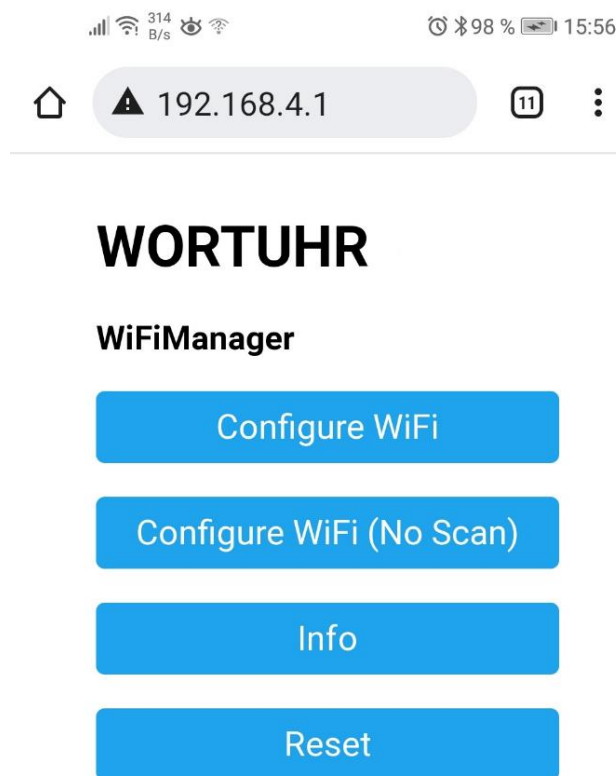 314 B/s 98 % 15:56
192.168.4.1 11
WORTUHR
WiFiManager
Configure WiFi
Configure WiFi (No Scan)
Info
Reset